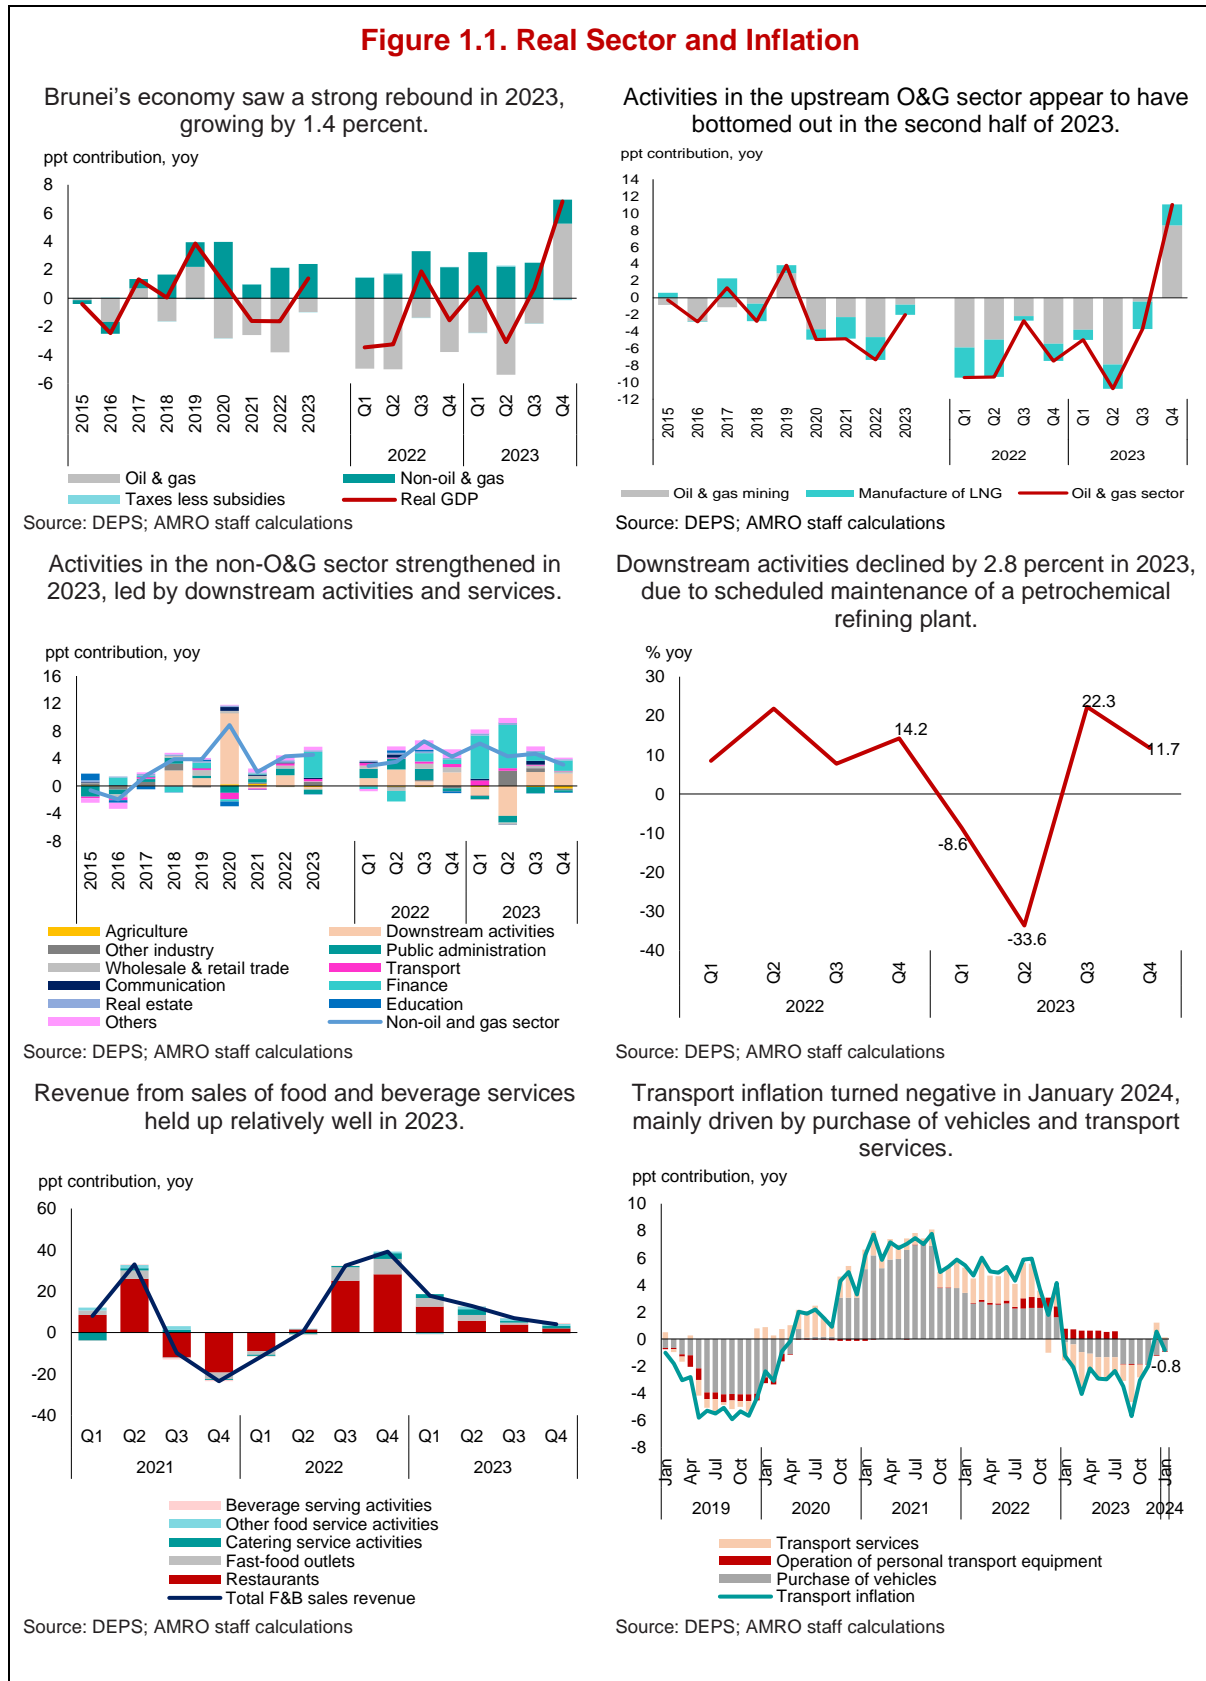 Figure 1.1. Real Sector and Inflation
Brunei's economy saw a strong rebound in 2023,
growing by 1.4 percent.
ppt contribution, yoy
8
6
4
2
0
-2
-4
-6
2015 2016 2017 2018 2019 2020 2021 2022 2023 Q1 Q2 Q3 Q4 Q1 Q2 Q3 Q4
2022 2023
Oil & gas Non-oil & gas
Taxes less subsidies Real GDP
Source: DEPS; AMRO staff calculations
Activities in the upstream O&G sector appear to have
bottomed out in the second half of 2023.
ppt contribution, yoy
14
12
10
8
6
4
2
0
-2
-4
-6
-8
-10
-12
2015 2016 2017 2018 2019 2020 2021 2022 2023 Q1 Q2 Q3 Q4 Q1 Q2 Q3 Q4
2022 2023
Oil & gas mining Manufacture of LNG Oil & gas sector
Source: DEPS; AMRO staff calculations
Activities in the non-O&G sector strengthened in
2023, led by downstream activities and services.
ppt contribution, yoy
16
12
8
4
0
-4
-8
2015 2016 2017 2018 2019 2020 2021 2022 2023 Q1 Q2 Q3 Q4 Q1 Q2 Q3 Q4
2022 2023
Agriculture Downstream activities
Other industry Public administration
Wholesale & retail trade Transport
Communication Finance
Real estate Education
Others Non-oil and gas sector
Source: DEPS; AMRO staff calculations
Downstream activities declined by 2.8 percent in 2023,
due to scheduled maintenance of a petrochemical
refining plant.
% yoy
30
20
10
0
-10
-20
-30
-40
14.2
-8.6
-33.6
22.3
11.7
Q1 Q2 Q3 Q4 Q1 Q2 Q3 Q4
2022 2023
Source: DEPS; AMRO staff calculations
Revenue from sales of food and beverage services
held up relatively well in 2023.
ppt contribution, yoy
60
40
20
0
-20
-40
Q1 Q2 Q3 Q4 Q1 Q2 Q3 Q4 Q1 Q2 Q3 Q4
2021 2022 2023
Beverage serving activities
Other food service activities
Catering service activities
Fast-food outlets
Restaurants
Total F&B sales revenue
Source: DEPS; AMRO staff calculations
Transport inflation turned negative in January 2024,
mainly driven by purchase of vehicles and transport
services.
ppt contribution, yoy
10
8
6
4
2
0
-2
-4
-6
-8
-0.8
Jan Apr Jul Oct Jan Apr Jul Oct Jan Apr Jul Oct Jan Apr Jul Oct Jan Apr Jul Oct Jan
2019 2020 2021 2022 2023 2024
Transport services
Operation of personal transport equipment
Purchase of vehicles
Transport inflation
Source: DEPS; AMRO staff calculations